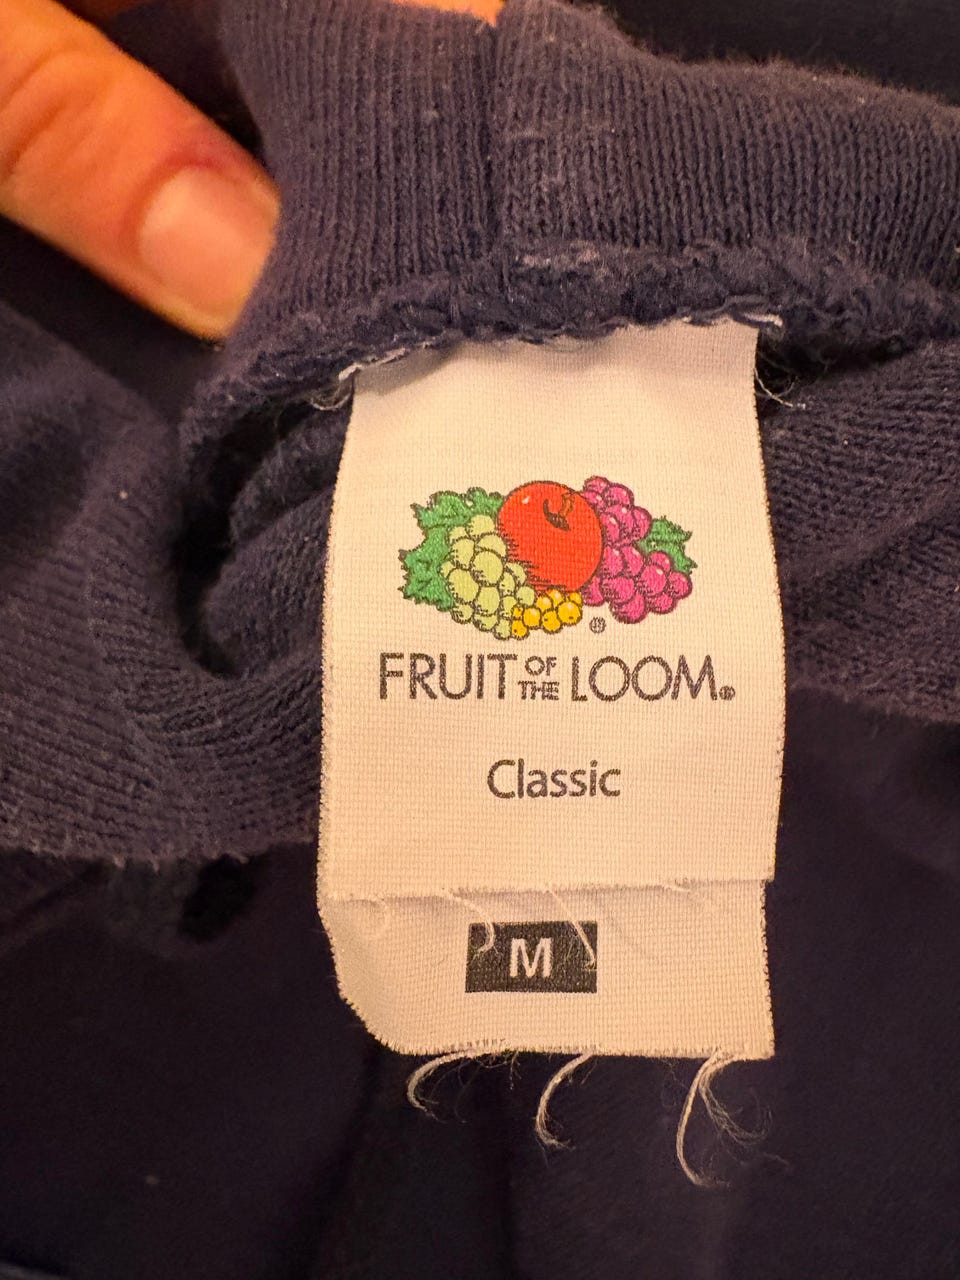 ®
FRUIT OF THE LOOM®
Classic
M